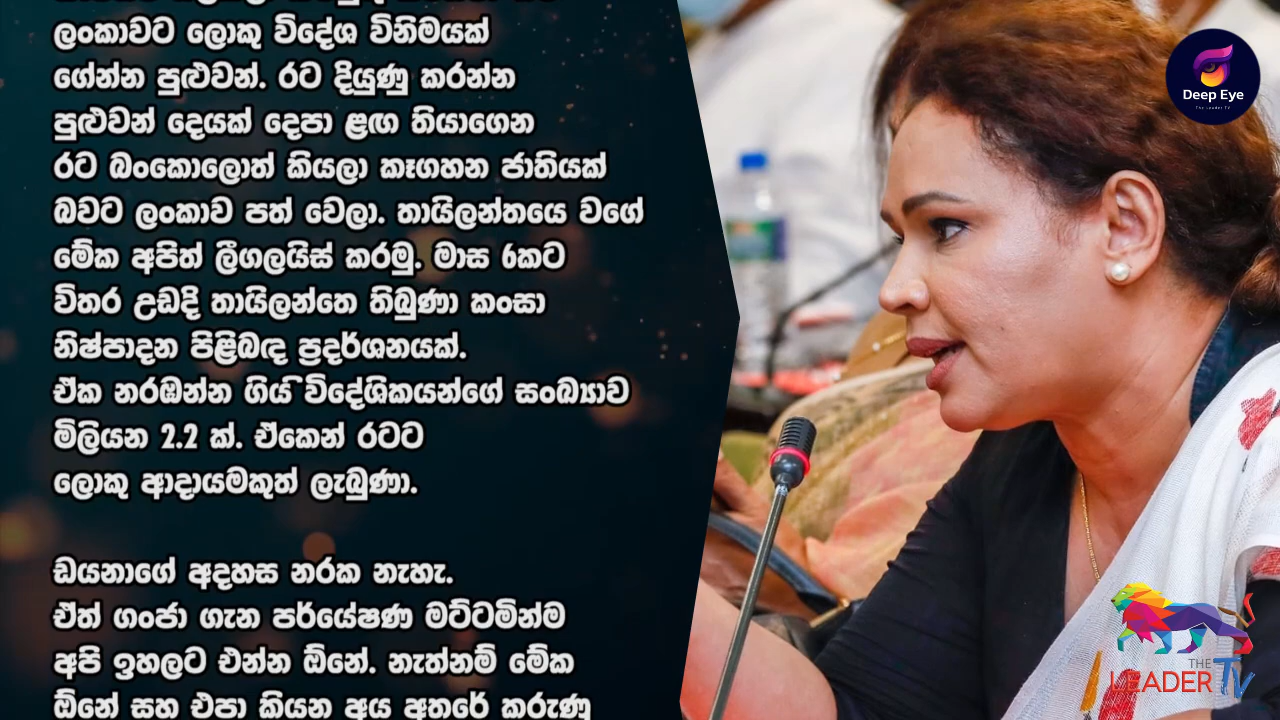 ලංකාවට ලොකු විදේශ විනිමයක්
ගේන්න පුළුවන්. රට දියුණු කරන්න
පුළුවන් දෙයක් දෙපා ළඟ තියාගෙන
රට බංකොලොත් කියලා කෑගහන ජාතියක්
බවට ලංකාව පත් වෙලා. තායිලන්තයෙ වගේ
මේක අපිත් ලීගලයිස් කරමු. මාස 6කට
විතර උඩදි තායිලන්තෙ තිබුණා කංසා
නිෂ්පාදන පිළිබඳ ප්‍රදර්ශනයක්.
ඒක නරඹන්න ගිය් විදේශිකයන්ගේ සංඛ්‍යාව
මිලියන 2.2 ක්. ඒකෙන් රටට
ලොකු ආදායමකුත් ලැබුණා.
ඩයනාගේ අදහස නරක නැහැ.
ඒත් ගංජා ගැන පර්යේෂණ මට්ටමින්ම
අපි ඉහලට එන්න ඕනේ. නැත්නම් මේක
ඕනේ සහ එපා කියන අය අතරේ කරුණු
Deep Eye
The Leader TV
THE
LEADER TV